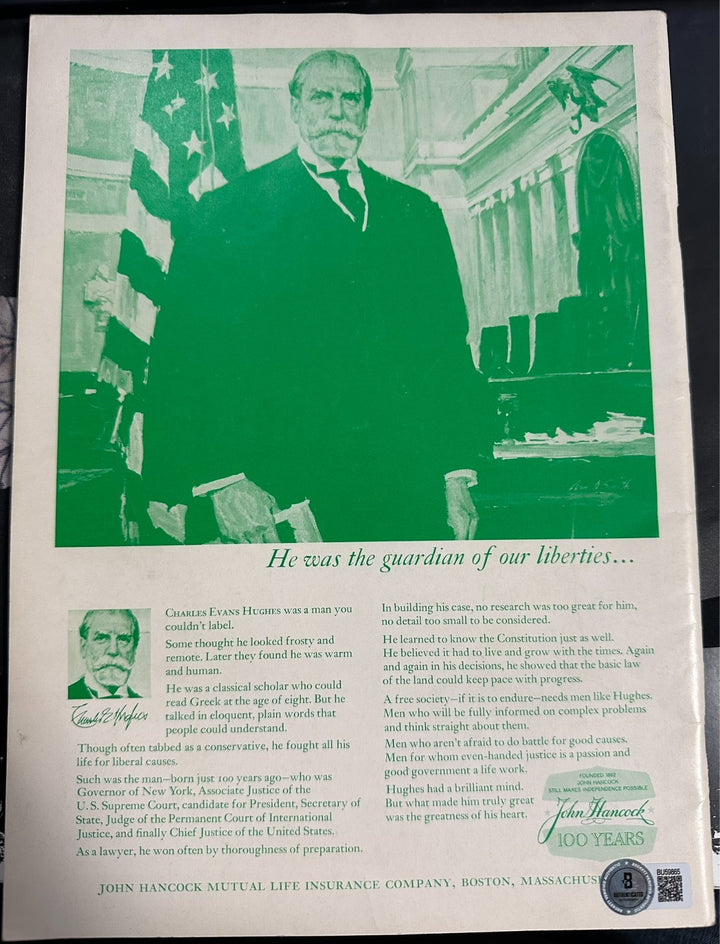 He was the guardian of our liberties...
CHARLES EVANS HUGHES was a man you
couldn't label.
Some thought he looked frosty and
remote. Later they found he was warm
and human.
He was a classical scholar who could
read Greek at the age of eight. But he
talked in eloquent, plain words that
people could understand.
Though often tabbed as a conservative, he fought all his
life for liberal causes.
Such was the man—born just 100 years ago—who was
Governor of New York, Associate Justice of the
U. S. Supreme Court, candidate for President, Secretary of
State, Judge of the Permanent Court of International
Justice, and finally Chief Justice of the United States.
As a lawyer, he won often by thoroughness of preparation.
In building his case, no research was too great for him,
no detail too small to be considered.
He learned to know the Constitution just as well.
He believed it had to live and grow with the times. Again
and again in his decisions, he showed that the basic law
of the land could keep pace with progress.
A free society—if it is to endure—needs men like Hughes.
Men who will be fully informed on complex problems
and think straight about them.
Men who aren't afraid to do battle for good causes.
Men for whom even-handed justice is a passion and
good government a life work.
Hughes had a brilliant mind.
But what made him truly great
was the greatness of his heart.
Charles E Hughes
FOUNDED 1862
JOHN HANCOCK
STILL MAKES INDEPENDENCE POSSIBLE
John Hancock
100 YEARS
JOHN HANCOCK MUTUAL LIFE INSURANCE COMPANY, BOSTON, MASSACHUS
B
AUTHENTICATED
BU59865